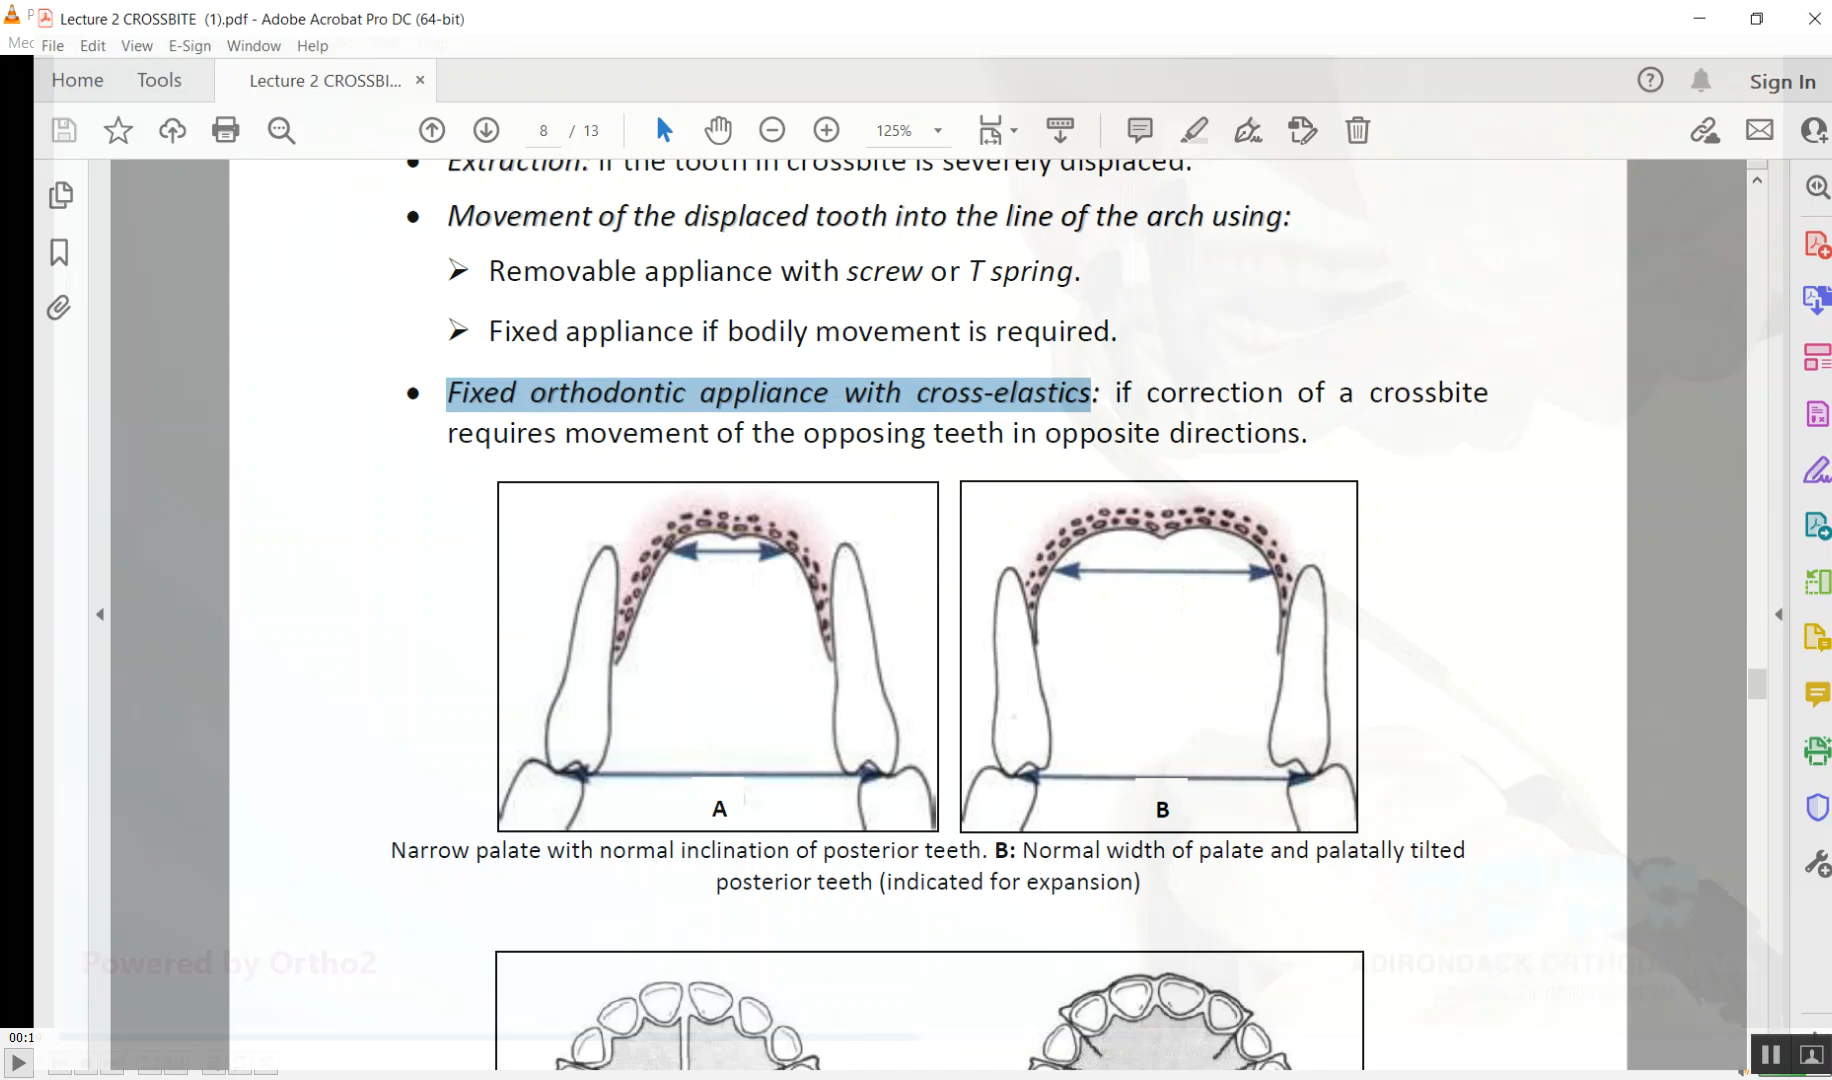 Lecture 2 CROSSBITE (1).pdf - Adobe Acrobat Pro DC (64-bit)
File Edit View E-Sign Window Help
Home Tools Lecture 2 CROSSBI... × Sign In
8 / 13 125%
• Extraction: if the tooth in crossbite is severely displaced.
• Movement of the displaced tooth into the line of the arch using:
➢ Removable appliance with screw or T spring.
➢ Fixed appliance if bodily movement is required.
• Fixed orthodontic appliance with cross-elastics: if correction of a crossbite
requires movement of the opposing teeth in opposite directions.
A B
Narrow palate with normal inclination of posterior teeth. B: Normal width of palate and palatally tilted
posterior teeth (indicated for expansion)
Powered by Ortho2